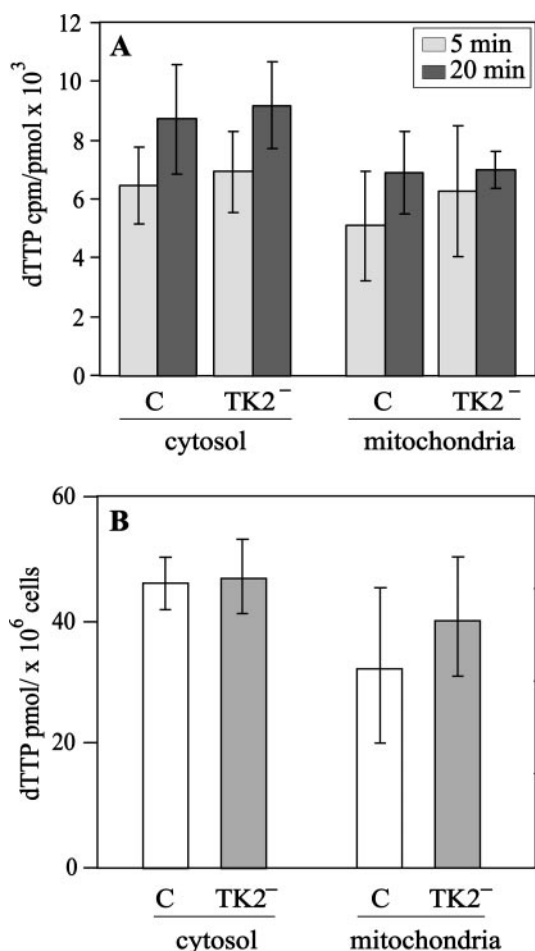 A
5 min
20 min
dTTP cpm/pmol x 10³
12
10
8
6
4
2
0
C
TK2⁻
C
TK2⁻
cytosol
mitochondria
B
dTTP pmol/ x 10⁶ cells
60
40
20
0
C
TK2⁻
C
TK2⁻
cytosol
mitochondria